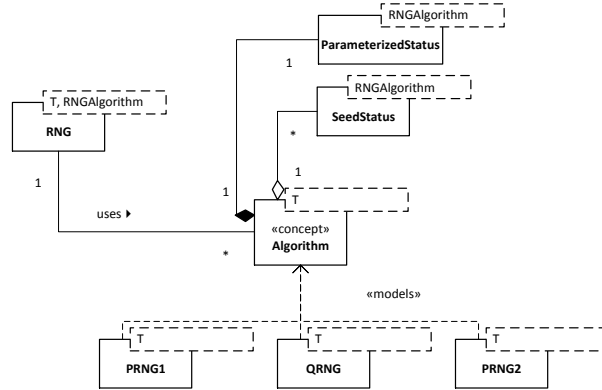 RNGAlgorithm
ParameterizedStatus
1
RNGAlgorithm
SeedStatus
*
T, RNGAlgorithm
RNG
1
1
1
T
uses
«concept»
Algorithm
*
«models»
T
PRNG1
T
QRNG
T
PRNG2